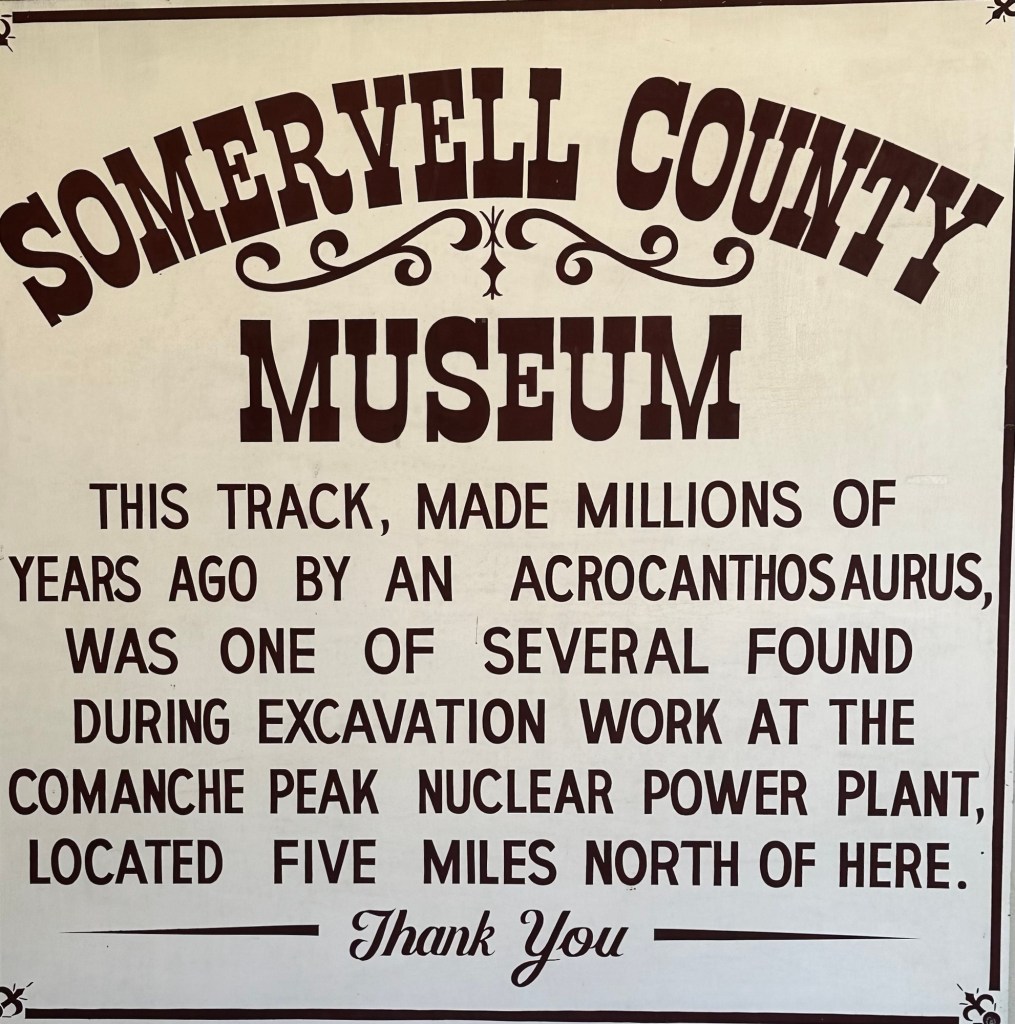 SOMERVELL COUNTY
MUSEUM
THIS TRACK, MADE MILLIONS OF
YEARS AGO BY AN ACROCANTHOSAURUS,
WAS ONE OF SEVERAL FOUND
DURING EXCAVATION WORK AT THE
COMANCHE PEAK NUCLEAR POWER PLANT,
LOCATED FIVE MILES NORTH OF HERE.
Thank You